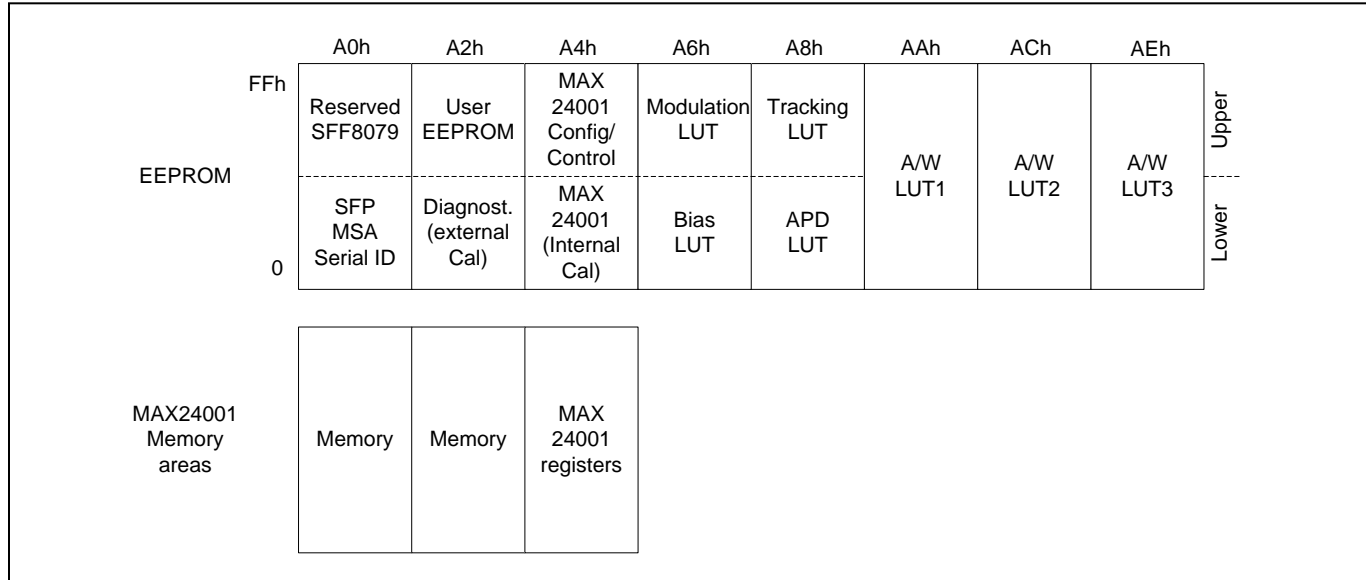 A0h A2h A4h A6h A8h AAh ACh AEh
FFh
EEPROM
0
Reserved
SFF8079
User
EEPROM
MAX
24001
Config/
Control
Modulation
LUT
Tracking
LUT
SFP
MSA
Serial ID
Diagnost.
(external
Cal)
MAX
24001
(Internal
Cal)
Bias
LUT
APD
LUT
A/W
LUT1
A/W
LUT2
A/W
LUT3
Upper
Lower
MAX24001
Memory
areas
Memory
Memory
MAX
24001
registers